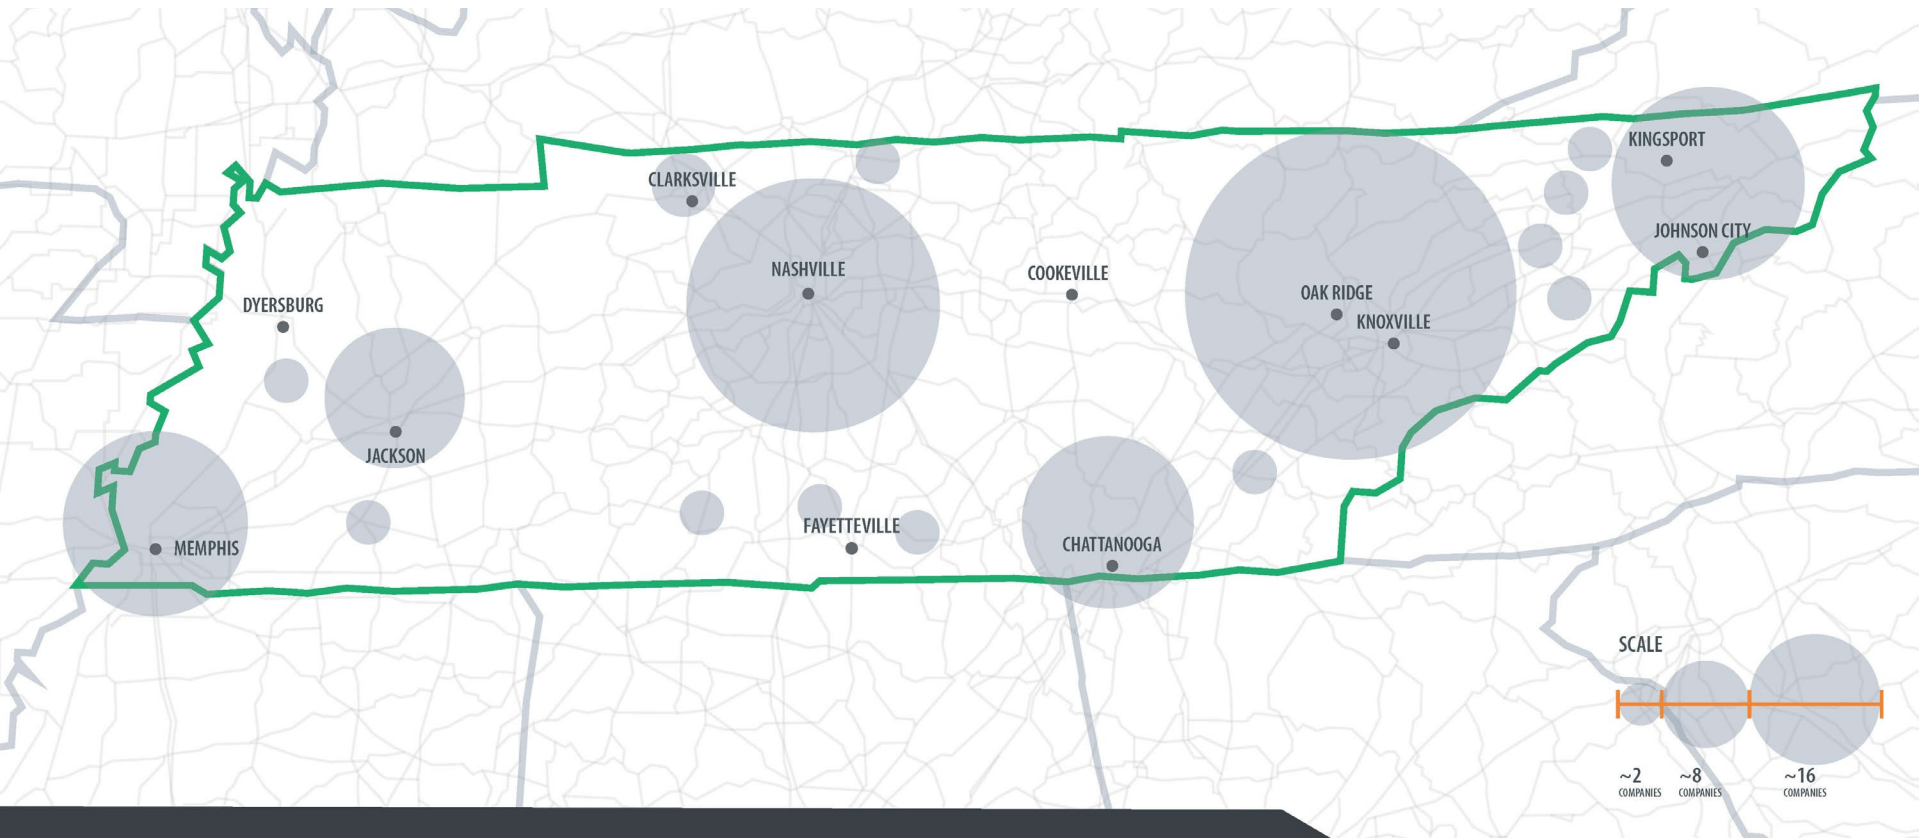 KINGSPORT
CLARKSVILLE
JOHNSON CITY
NASHVILLE
COOKEVILLE
OAK RIDGE
DYERSBURG
KNOXVILLE
JACKSON
FAYETTEVILLE
MEMPHIS
CHATTANOOGA
SCALE
~2
COMPANIES
~8
COMPANIES
~16
COMPANIES